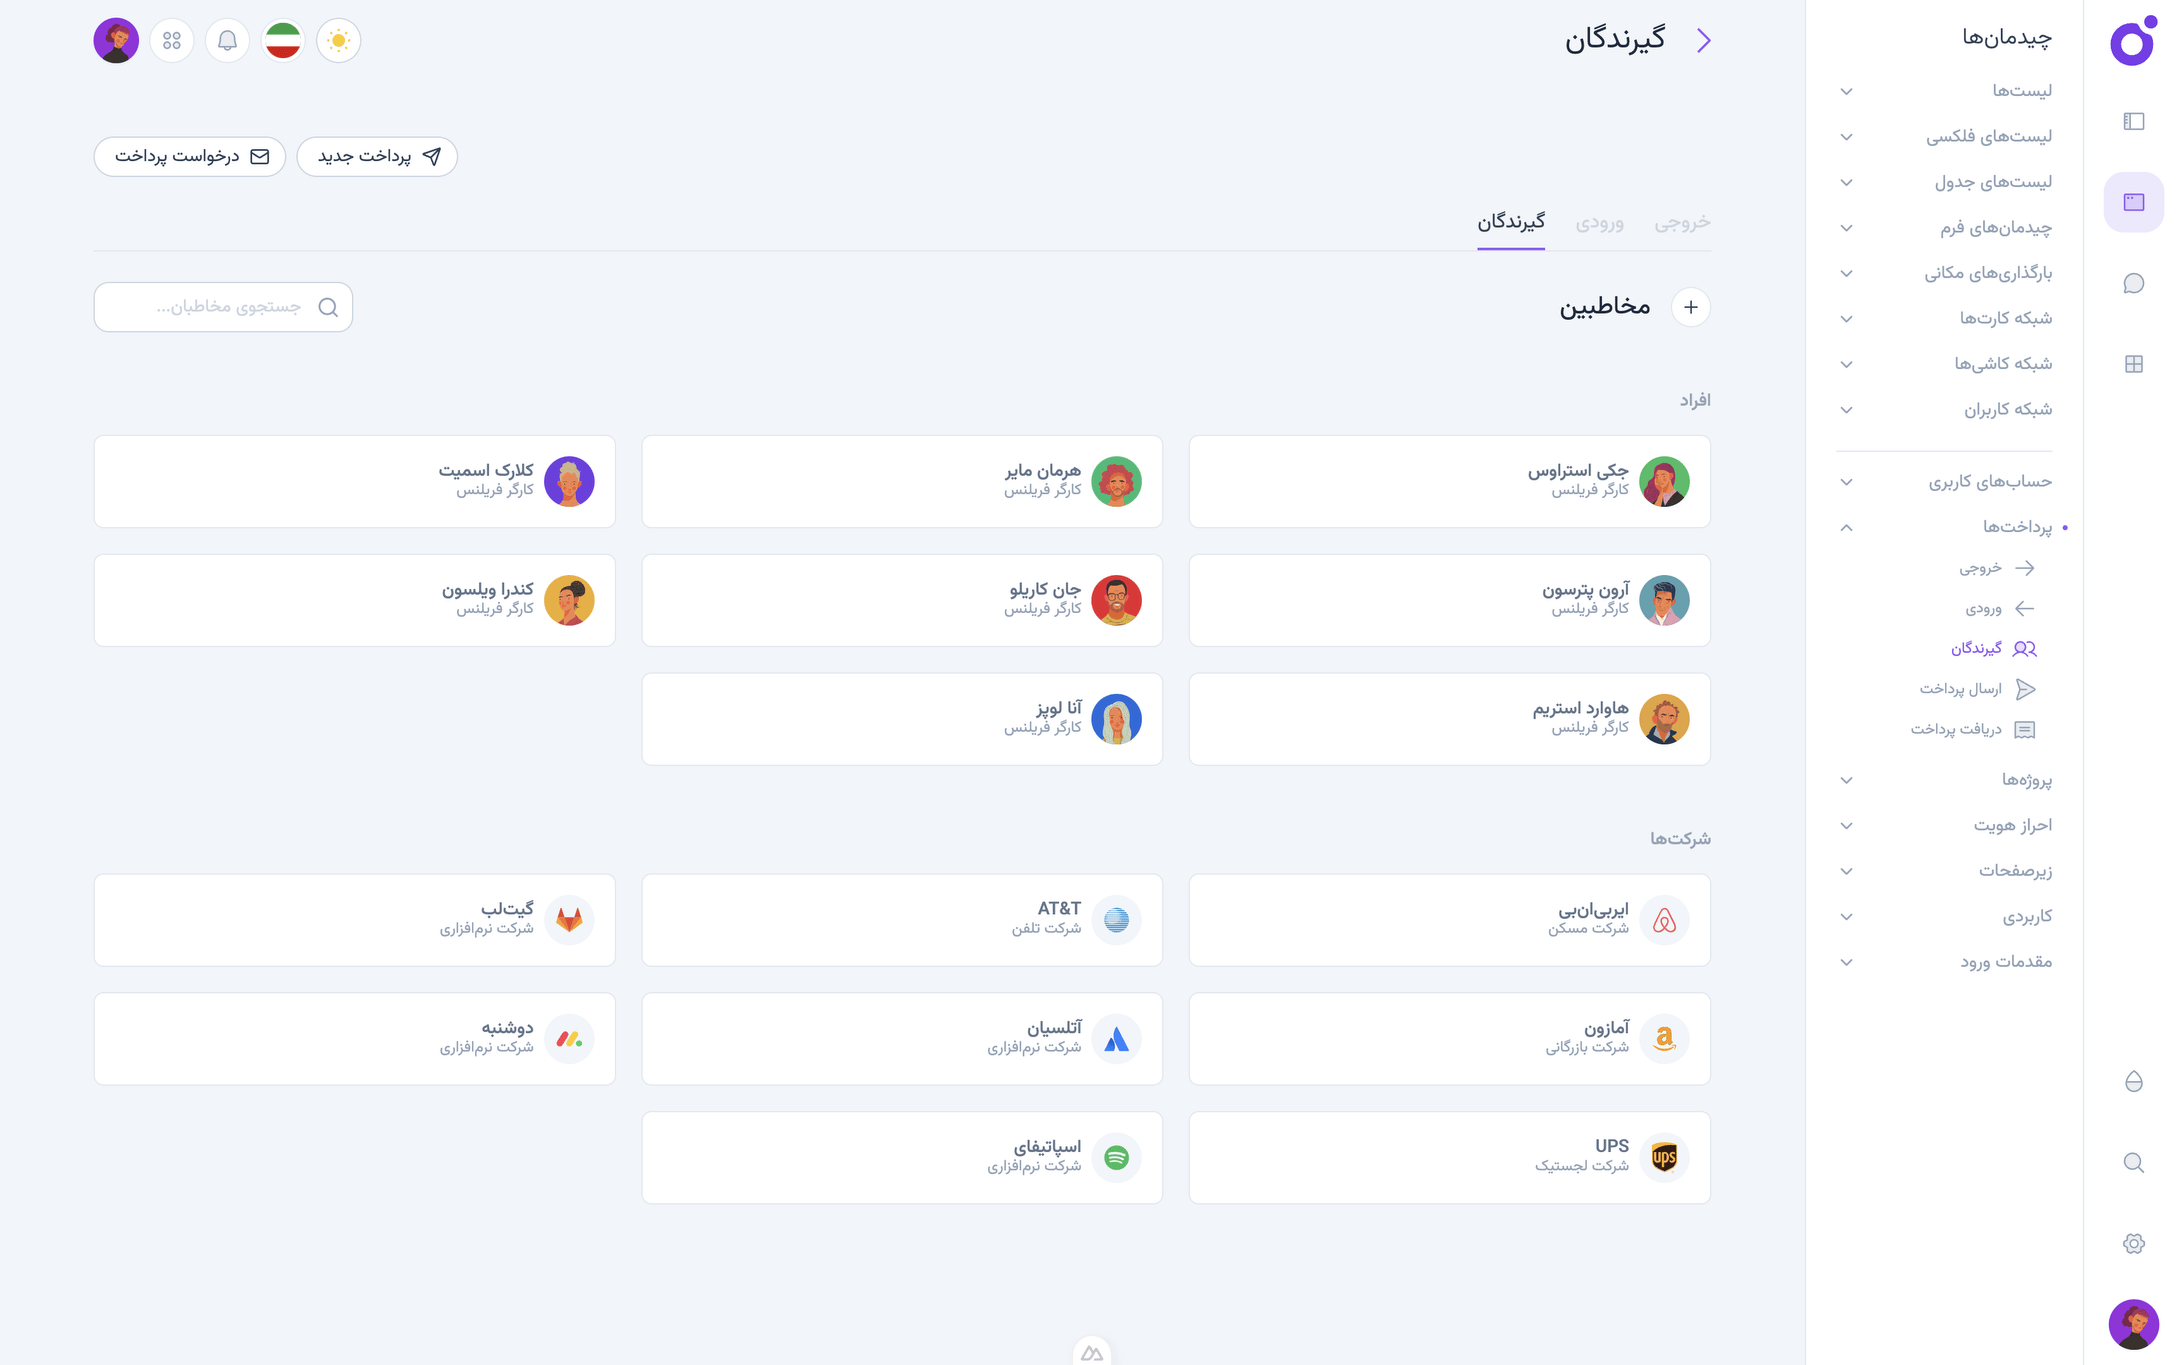 چیدمان‌ها
لیست‌ها
لیست‌های فلکسی
لیست‌های جدول
چیدمان‌های فرم
بارگذاری‌های مکانی
شبکه کارت‌ها
شبکه کاشی‌ها
شبکه کاربران
حساب‌های کاربری
پرداخت‌ها
خروجی
ورودی
گیرندگان
ارسال پرداخت
دریافت پرداخت
پروژه‌ها
احراز هویت
زیرصفحات
کاربردی
مقدمات ورود
گیرندگان
پرداخت جدید
درخواست پرداخت
خروجی
ورودی
گیرندگان
مخاطبین
جستجوی مخاطبان...
افراد
جکی استراوس
کارگر فریلنس
هرمان مایر
کارگر فریلنس
کلارک اسمیت
کارگر فریلنس
آرون پترسون
کارگر فریلنس
جان کاریلو
کارگر فریلنس
کندرا ویلسون
کارگر فریلنس
هاوارد استریم
کارگر فریلنس
آنا لوپز
کارگر فریلنس
شرکت‌ها
ایربی‌ان‌بی
شرکت مسکن
AT&T
شرکت تلفن
گیت‌لب
شرکت نرم‌افزاری
آمازون
شرکت بازرگانی
آتلسیان
شرکت نرم‌افزاری
دوشنبه
شرکت نرم‌افزاری
ups
UPS
شرکت لجستیک
اسپاتیفای
شرکت نرم‌افزاری